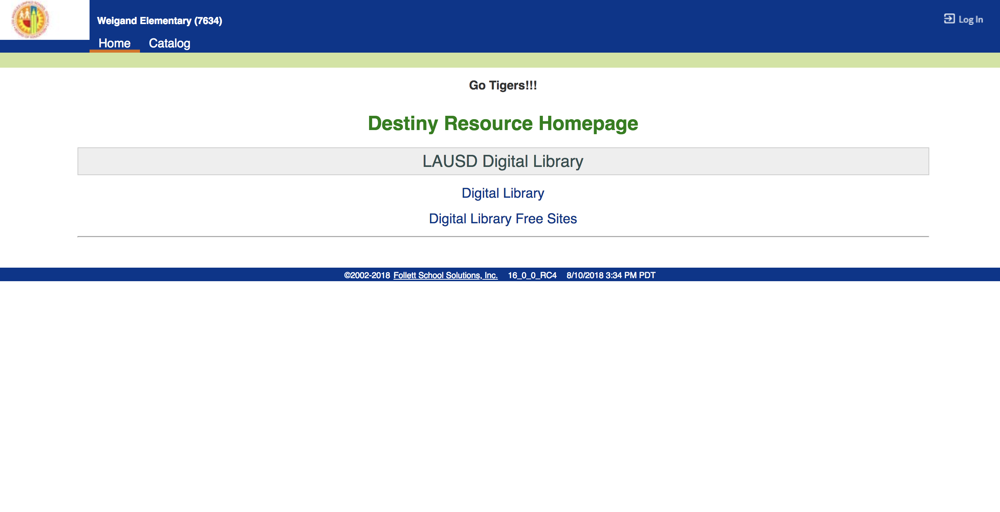 Weigand Elementary (7634)
Log In
Home Catalog
Go Tigers!!!
Destiny Resource Homepage
LAUSD Digital Library
Digital Library
Digital Library Free Sites
©2002-2018 Follett School Solutions, Inc. 16_0_0_RC4 8/10/2018 3:34 PM PDT